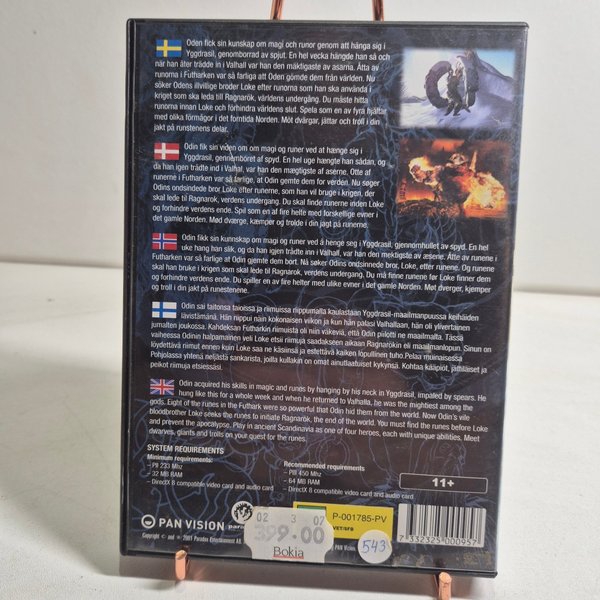 Oden fick sin kunskap om magi och runor genom att hänga sig i
Yggdrasil, genomborrad av spjut. En hel vecka hängde han så och
när han åter trädde in i Valhall var han den mäktigaste av asarna. Åtta av
runorna i Futharken var så farliga att Oden gömde dem från världen. Nu
söker Odens illvillige broder Loke efter runorna som han ska använda i
kriget som ska leda till Ragnarök, världens undergång. Du måste hitta
runorna innan Loke och förhindra världens slut. Spela som en av fyra hjältar
med olika förmågor i det forntida Norden. Möt dvärgar, jättar och troll i din
jakt på runstenens delar.
Odin fik sin viden om om magi og runer ved at hænge sig i
Yggdrasil, gennemboret af spyd. En hel uge hængte han sådan, og
da han igen trådte ind i Valhal, var han den mægtigste af aserne. Otte af
runerne i Futharken var så farlige, at Odin gemte dem for verden. Nu søger
Odins ondsindede bror, Loke efter runerne, som han vil bruge i krigen, der
skal lede til Ragnarök, verdens undergang. Du skal finde runerne inden Loke
og forhindre verdens ende. Spil som en af fire helte med forskellige evner i
det gamle Norden. Mød dværge, kæmper og trolde i din jagt på runerne.
Odin fikk sin kunnskap om magi og runer ved å henge seg i Yggdrasil, gjennomhullet av spyd. En hel
uke hang han slik, og da han igjen trådte inn i Valhal, var han den mektigste av æserne. Åtte av runene i
Futharken var så farlige at Odin gjemte dem bort. Nå søker Odins ondsinnede bror, Loke, efter runene. Og runene
skal han bruke i krigen som skal lede til Ragnarok, verdens undergang. Du må finne runene før Loke finner dem
og forhindre verdens ende. Du spiller en av fire helter med ulike evner i det gamle Norden. Møt dverger, kjemper
og troll i din jakt på runestenene.
Odin sai taitonsa taioissa ja riimuissa riippumalla kaulastaan Yggdrasil-maailmanpuussa keihäiden
lävistämänä. Hän riippui näin kokonaisen viikon ja kun hän palasi Valhallaan, hän oli ylivertainen
jumalten joukossa. Kahdeksan Futharkin riimuista oli niin väkeviä, että Odin piilotti ne maailmalta. Tässä
vaiheessa Odinin halpamainen veli Loke etsii riimuja saadakseen aikaan Ragnarökin eli maailmanlopun. Sinun on
löydettävä riimut ennen kuin Loke saa ne käsiinsä ja estettävä kaiken lopullinen tuho. Pelaa muinaisessa
Pohjolassa yhtenä neljästä sankarista, joilla kullakin on omat ainutlaatuiset kykynsä. Kohtaa kääpiöt, jättiläiset ja
peikot riimuja etsiessäsi.
Odin acquired his skills in magic and runes by hanging by his neck in Yggdrasil, impaled by spears. He
hung like this for a whole week and when he returned to Valhalla, he was the mightiest among the
gods. Eight of the runes in the Futhark were so powerful that Odin hid them from the world. Now Odin's vile
bloodbrother Loke seeks the runes to initiate Ragnarök, the end of the world. You must find the runes before Loke
and prevent the apocalypse. Play in ancient Scandinavia as one of four heroes, each with unique abilities. Meet
dwarves, giants and trolls on your quest for the runes.
SYSTEM REQUIREMENTS
Minimum requirements:
- PII 233 Mhz
- 32 MB RAM
- DirectX 8 compatible video card and audio card
Recommended requirements
- PIII 450 Mhz
- 64 MB RAM
- DirectX 8 compatible video card and audio card
11+
PAN VISION
P-001785-PV
02 3 07
399.00
Bokia
543
7 332325 000957
Copyright © and ℗ 2001 Paradox Entertainment AB.